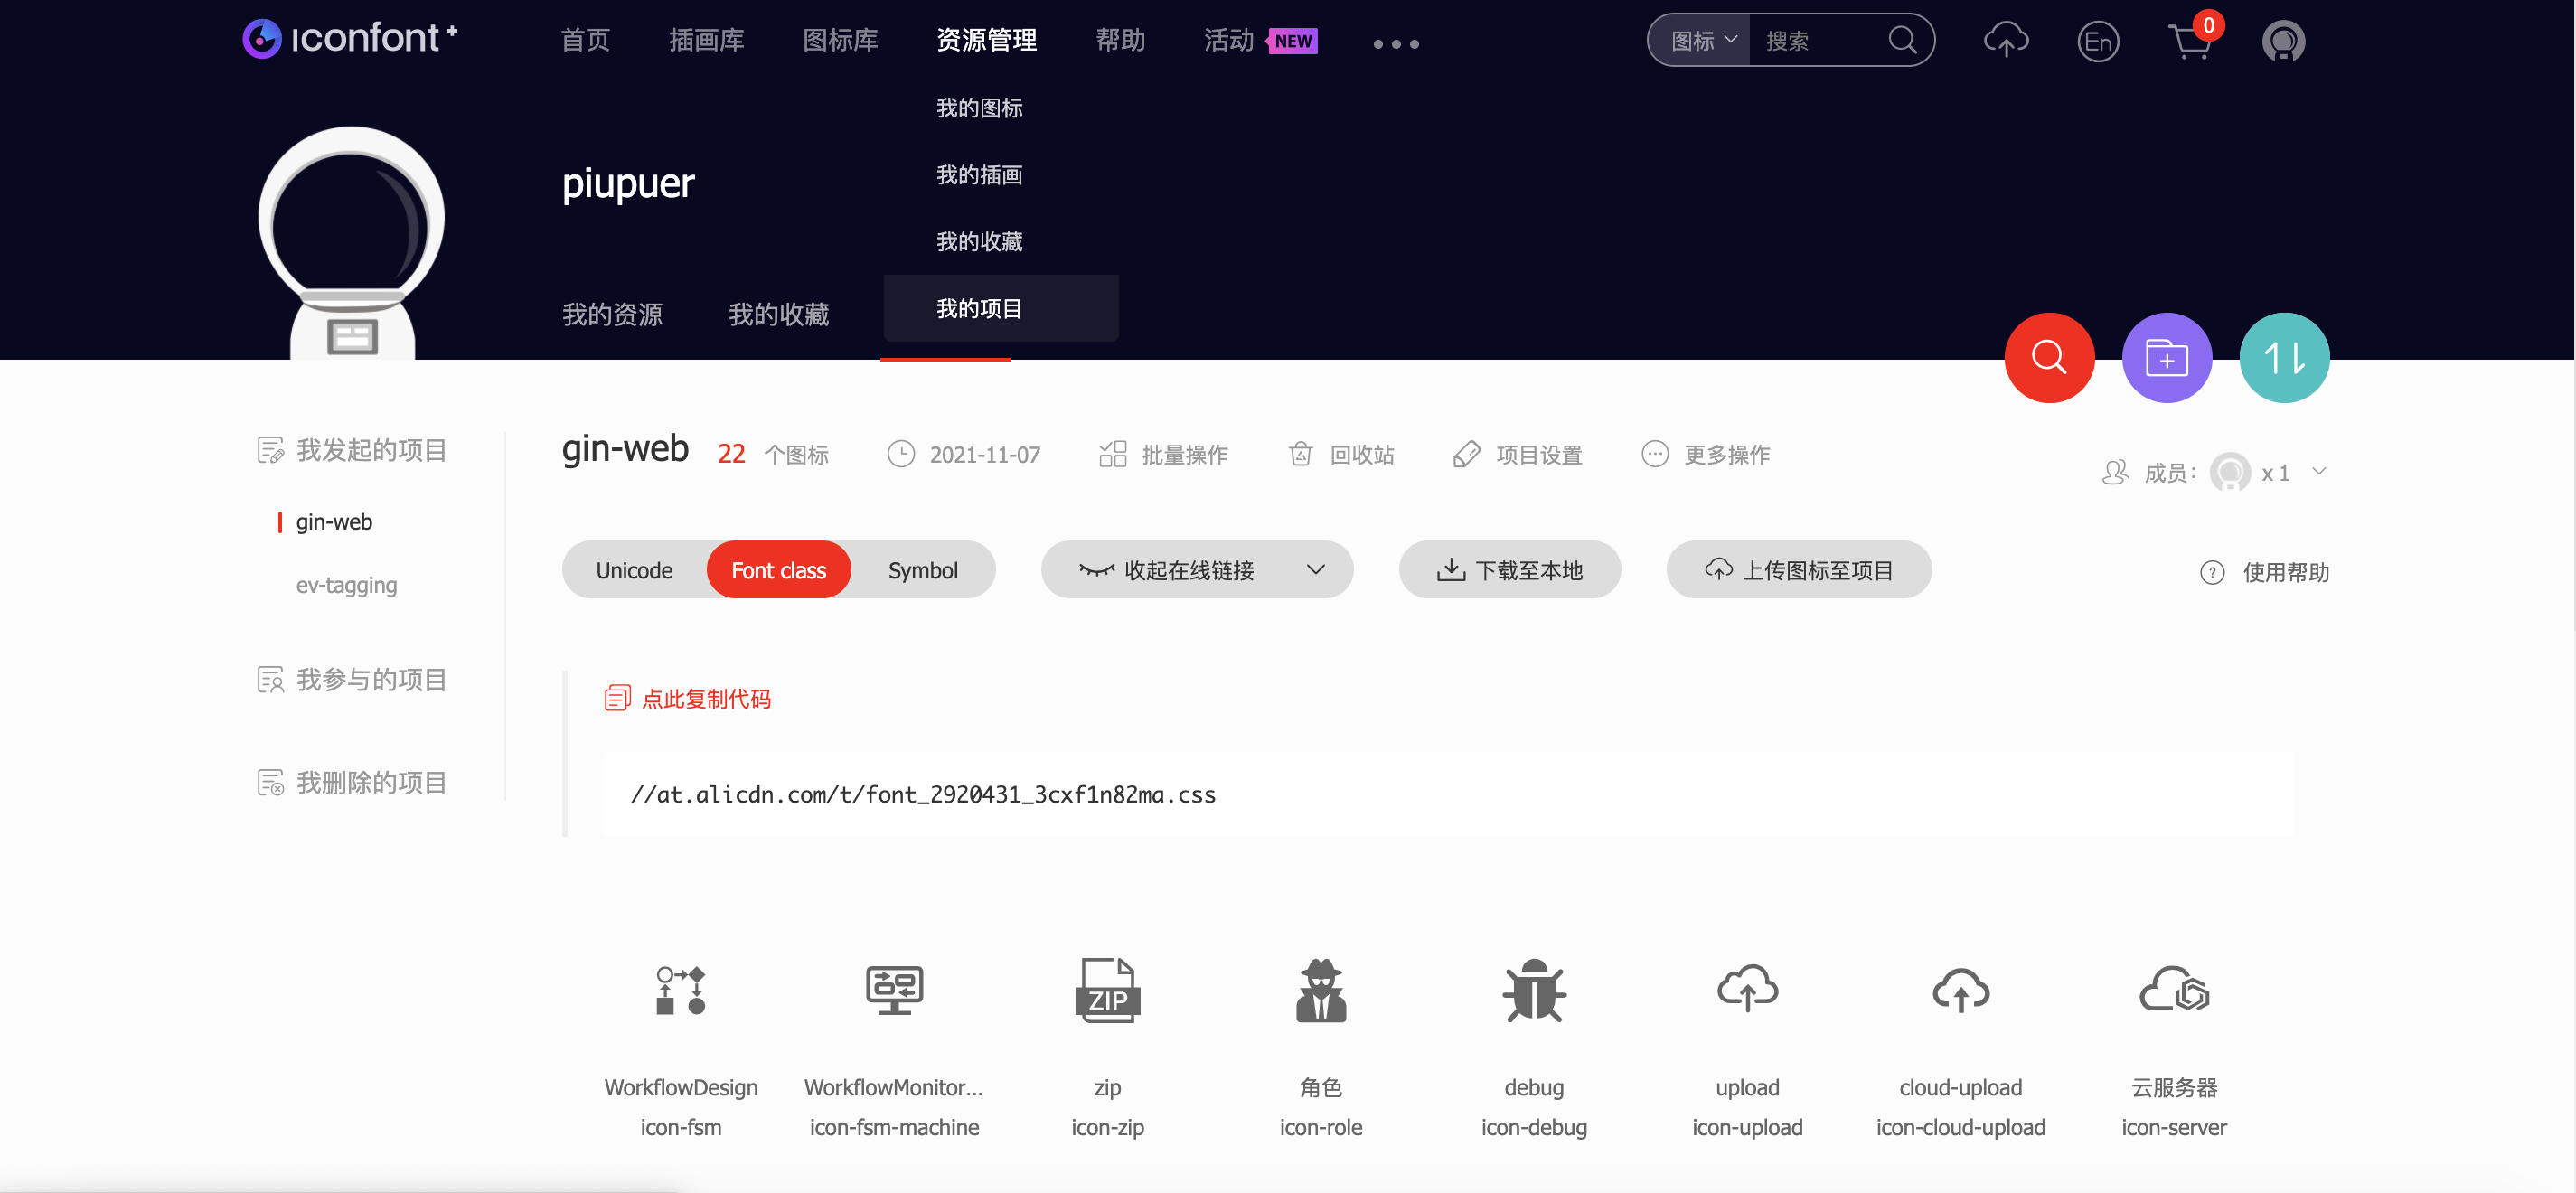 iconfont+
首页 插画库 图标库 资源管理 帮助 活动 NEW
图标 搜索 En 0
我的图标
我的插画
我的收藏
我的项目
piupuer
我的资源 我的收藏
我发起的项目
gin-web
ev-tagging
我参与的项目
我删除的项目
gin-web 22 个图标 2021-11-07 批量操作 回收站 项目设置 更多操作
成员： x 1
Unicode Font class Symbol 收起在线链接 下载至本地 上传图标至项目
使用帮助
点此复制代码
//at.alicdn.com/t/font_2920431_3cxf1n82ma.css
ZIP
WorkflowDesign WorkflowMonitor... zip 角色 debug upload cloud-upload 云服务器
icon-fsm icon-fsm-machine icon-zip icon-role icon-debug icon-upload icon-cloud-upload icon-server